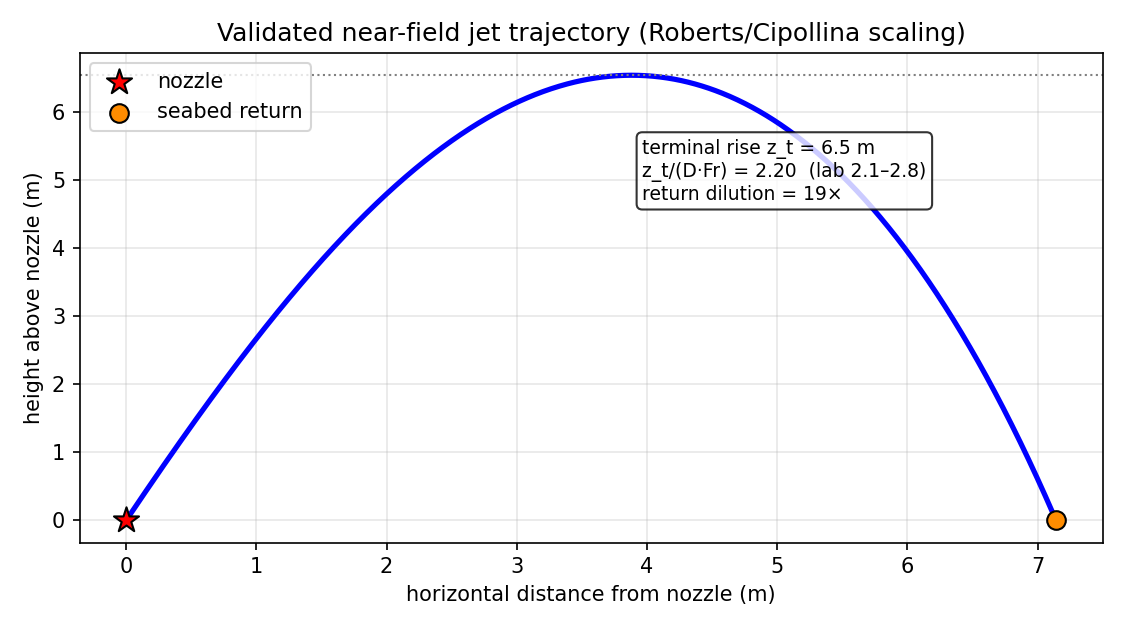 Validated near-field jet trajectory (Roberts/Cipollina scaling)
nozzle
seabed return
terminal rise z_t = 6.5 m
z_t/(D·Fr) = 2.20  (lab 2.1–2.8)
return dilution = 19×
height above nozzle (m)
6
5
4
3
2
1
0
0 1 2 3 4 5 6 7
horizontal distance from nozzle (m)